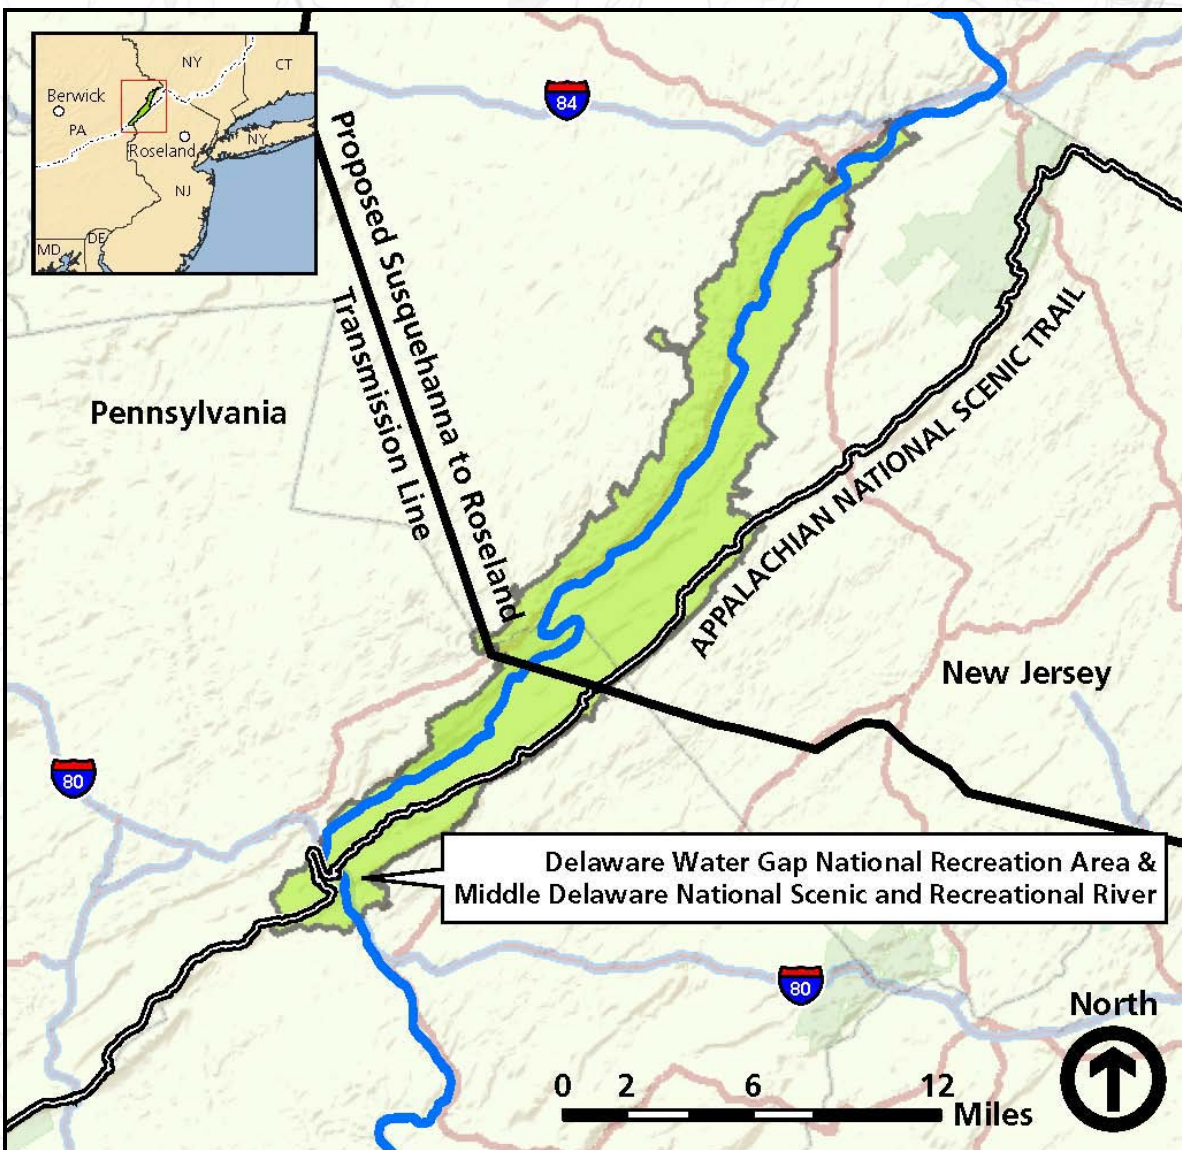 NY
CT
Berwick
PA
Roseland
NY
NJ
MD
DE
84
Proposed Susquehanna to Roseland
Transmission Line
Pennsylvania
APPALACHIAN NATIONAL SCENIC TRAIL
New Jersey
80
Delaware Water Gap National Recreation Area &
Middle Delaware National Scenic and Recreational River
80
North
0 2 6 12
Miles